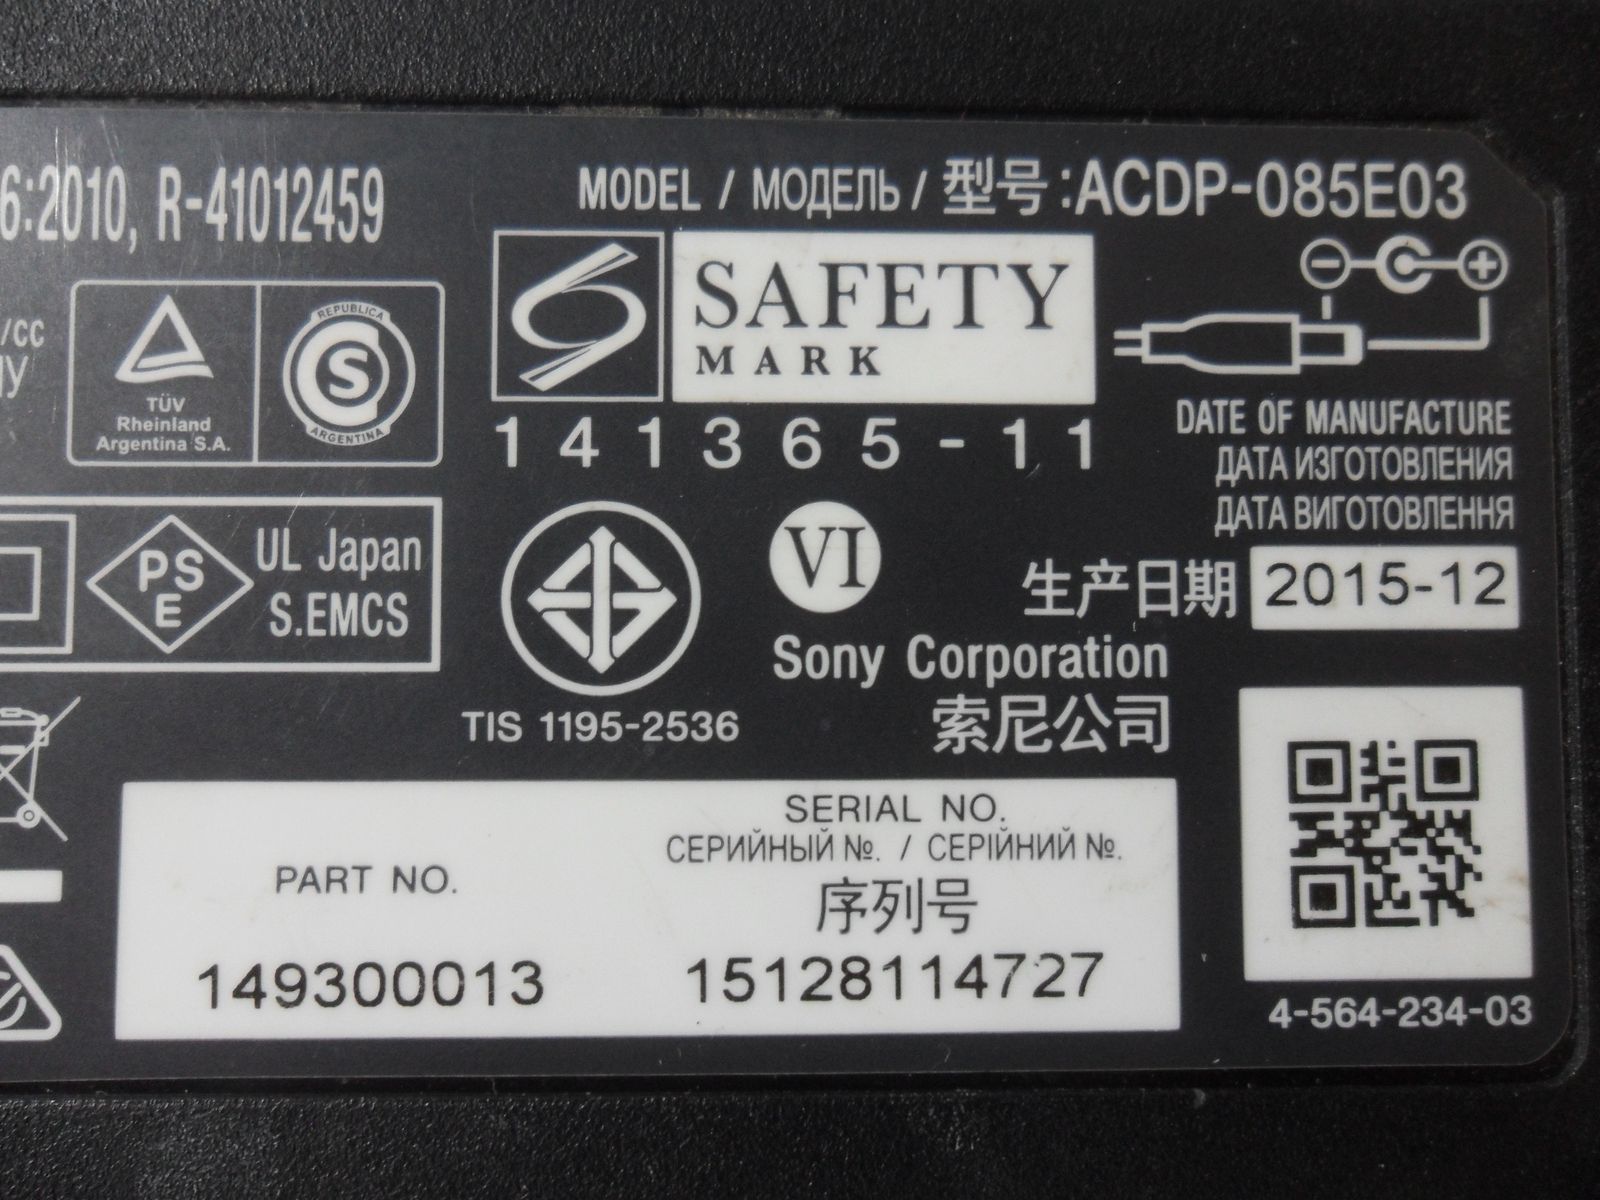 6:2010, R-41012459
MODEL / МОДЕЛЬ / 型号 :ACDP-085E03
SAFETY
MARK
141365-11
/CC
ЛУ
TÜV
Rheinland
Argentina S.A.
REPUBLICA
S
ARGENTINA
DATE OF MANUFACTURE
ДАТА ИЗГОТОВЛЕНИЯ
ДАТА ВИГОТОВЛЕННЯ
生产日期 2015-12
PS
E
UL Japan
S.EMCS
VI
Sony Corporation
索尼公司
TIS 1195-2536
PART NO.
149300013
SERIAL NO.
СЕРИЙНЫЙ №. / СЕРІЙНИЙ №.
序列号
15128114727
4-564-234-03